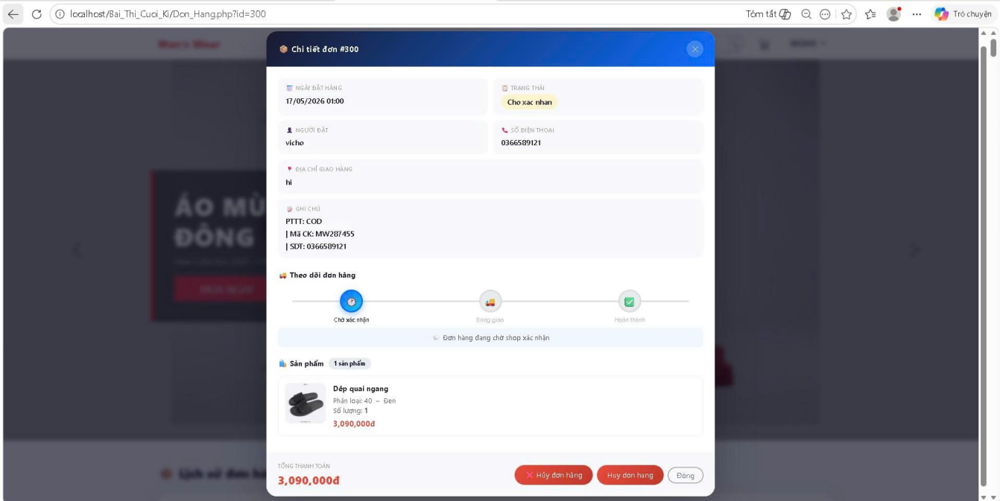 localhost/Bai_Thi_Cuoi_Ki/Don_Hang.php?id=300
Tóm tắt
Trò chuyện
Men's Wear
Chi tiết đơn #300
NGÀY ĐẶT HÀNG
17/05/2026 01:00
TRẠNG THÁI
Cho xac nhan
NGƯỜI ĐẶT
vicho
SỐ ĐIỆN THOẠI
0366589121
ĐỊA CHỈ GIAO HÀNG
hi
GHI CHÚ
PTTT: COD
| Mã CK: MW287455
| SDT: 0366589121
ÁO MÙ
ĐÔNG
Theo dõi đơn hàng
Chờ xác nhận
Đang giao
Hoàn thành
Đơn hàng đang chờ shop xác nhận
Sản phẩm
1 sản phẩm
Dép quai ngang
Phân loại: 40 – Đen
Số lượng: 1
3,090,000đ
Lịch sử đơn hà
TỔNG THANH TOÁN
3,090,000đ
Hủy đơn hàng
Huy don hang
Đóng